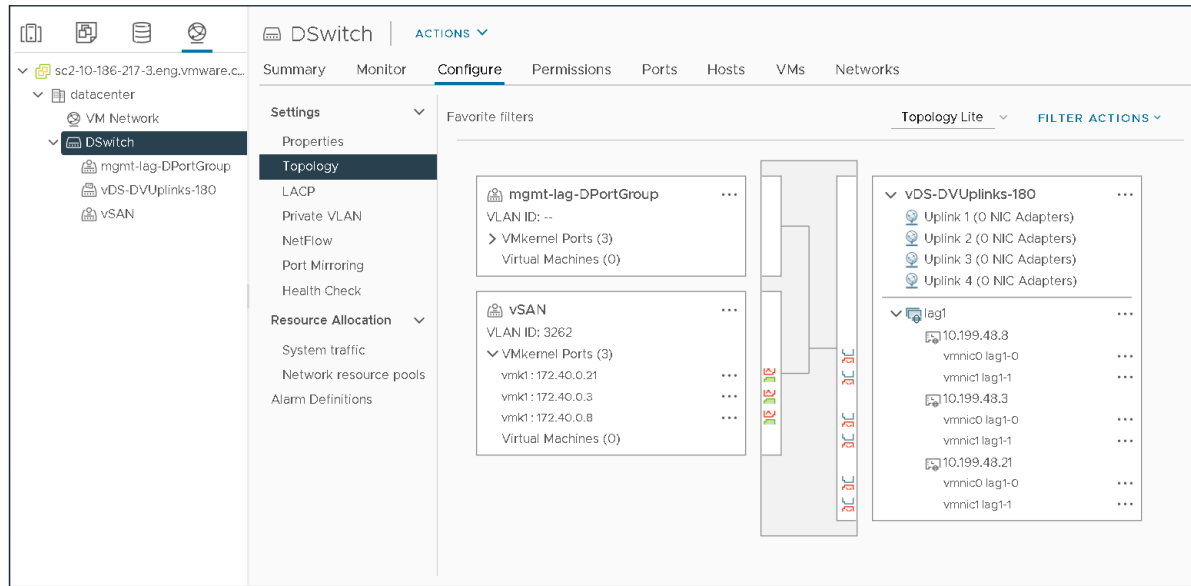 DSwitch
ACTIONS
sc2-10-186-217-3.eng.vmware.c...
datacenter
VM Network
DSwitch
mgmt-lag-DPortGroup
vDS-DVUplinks-180
vSAN
Summary Monitor Configure Permissions Ports Hosts VMs Networks
Settings
Properties
Topology
LACP
Private VLAN
NetFlow
Port Mirroring
Health Check
Resource Allocation
System traffic
Network resource pools
Alarm Definitions
Favorite filters
Topology Lite
FILTER ACTIONS
mgmt-lag-DPortGroup ...
VLAN ID: --
VMkernel Ports (3)
Virtual Machines (0)
vSAN ...
VLAN ID: 3262
VMkernel Ports (3)
vmk1 : 172.40.0.21 ...
vmk1 : 172.40.0.3 ...
vmk1 : 172.40.0.8 ...
Virtual Machines (0)
vDS-DVUplinks-180 ...
Uplink 1 (0 NIC Adapters)
Uplink 2 (0 NIC Adapters)
Uplink 3 (0 NIC Adapters)
Uplink 4 (0 NIC Adapters)
lag1 ...
10.199.48.8
vmnic0 lag1-0 ...
vmnic1 lag1-1 ...
10.199.48.3
vmnic0 lag1-0 ...
vmnic1 lag1-1 ...
10.199.48.21
vmnic0 lag1-0 ...
vmnic1 lag1-1 ...